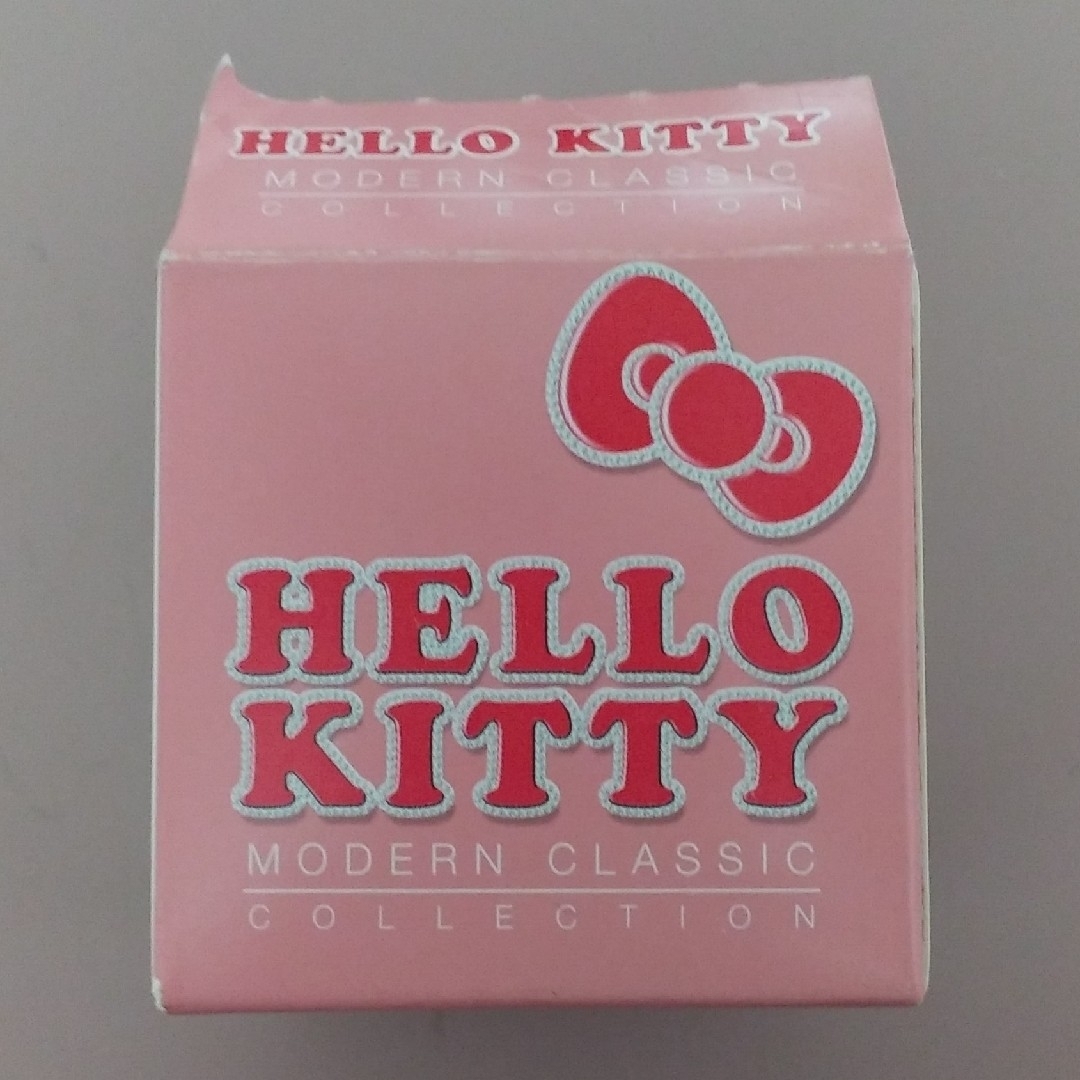 HELLO KITTY
MODERN CLASSIC
COLLECTION
HELLO
KITTY
MODERN CLASSIC
COLLECTION